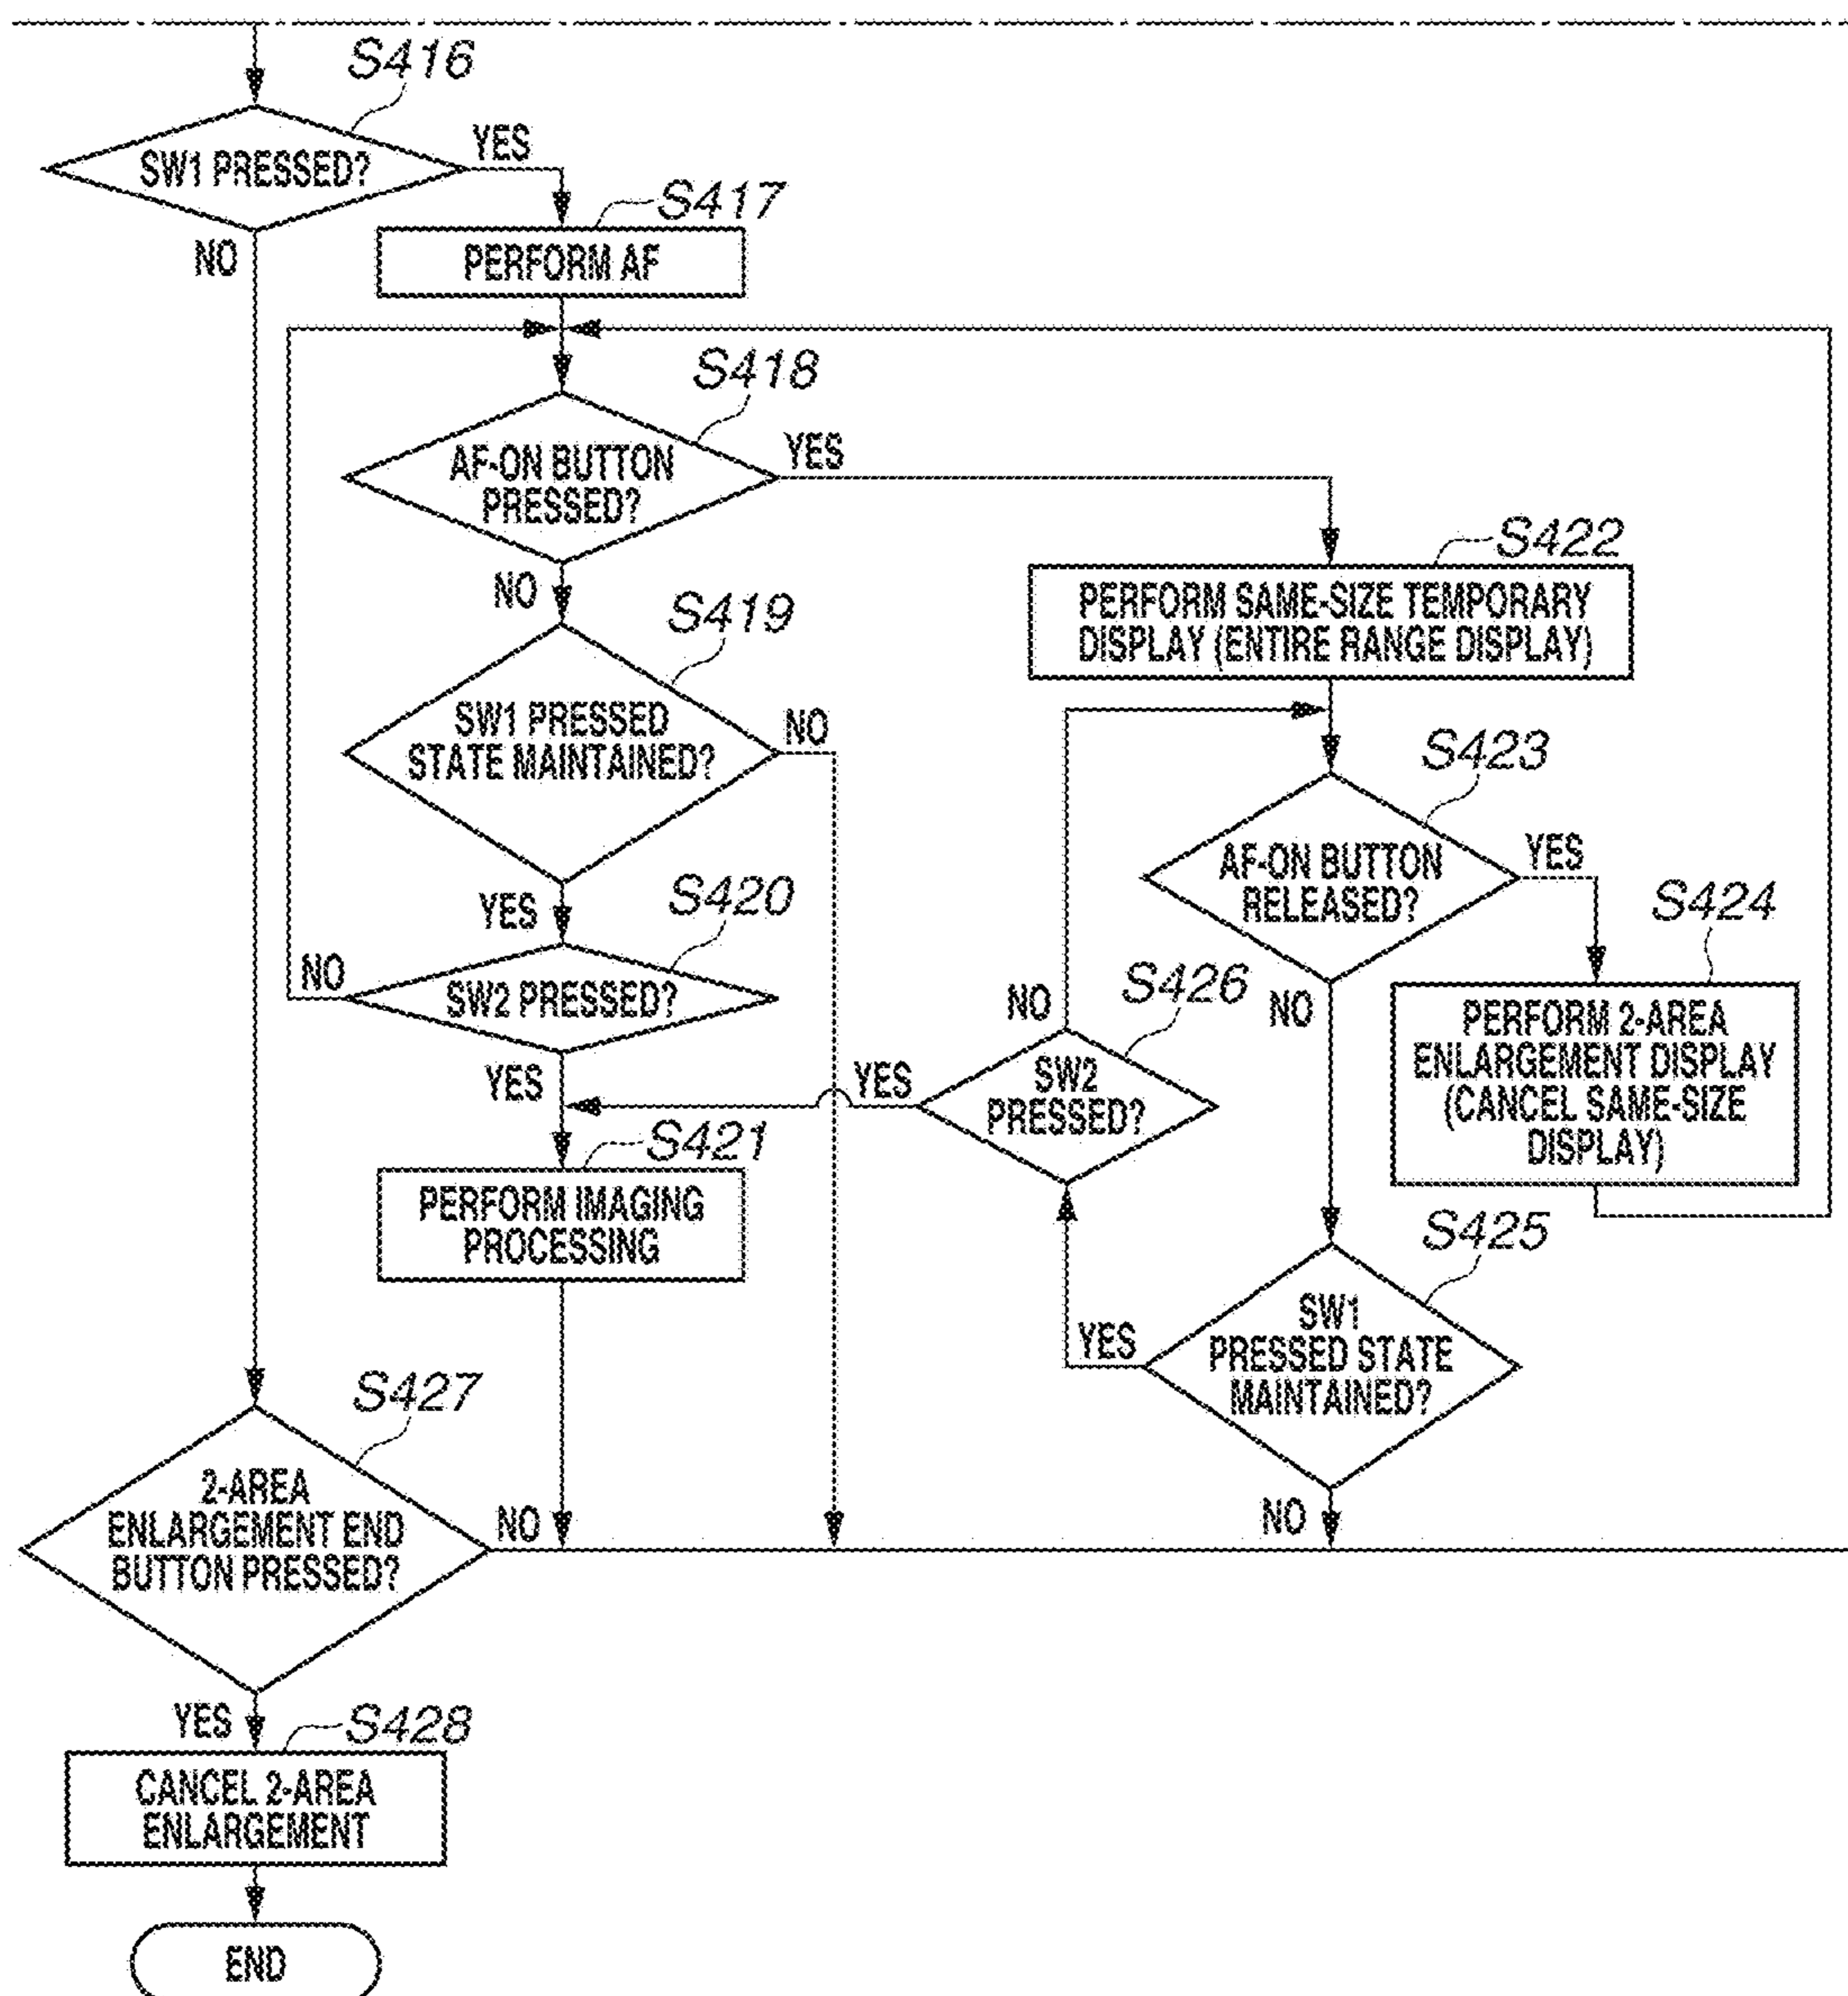 S416
SW1 PRESSED?
YES
NO
S417
PERFORM AF
S418
AF-ON BUTTON
PRESSED?
YES
NO
S419
SW1 PRESSED
STATE MAINTAINED?
NO
YES
S420
SW2 PRESSED?
NO
YES
S421
PERFORM IMAGING
PROCESSING
S422
PERFORM SAME-SIZE TEMPORARY
DISPLAY (ENTIRE RANGE DISPLAY)
S423
AF-ON BUTTON
RELEASED?
YES
NO
S424
PERFORM 2-AREA
ENLARGEMENT DISPLAY
(CANCEL SAME-SIZE
DISPLAY)
S425
SW1
PRESSED STATE
MAINTAINED?
YES
NO
S426
SW2
PRESSED?
NO
YES
S427
2-AREA
ENLARGEMENT END
BUTTON PRESSED?
NO
YES
S428
CANCEL 2-AREA
ENLARGEMENT
END